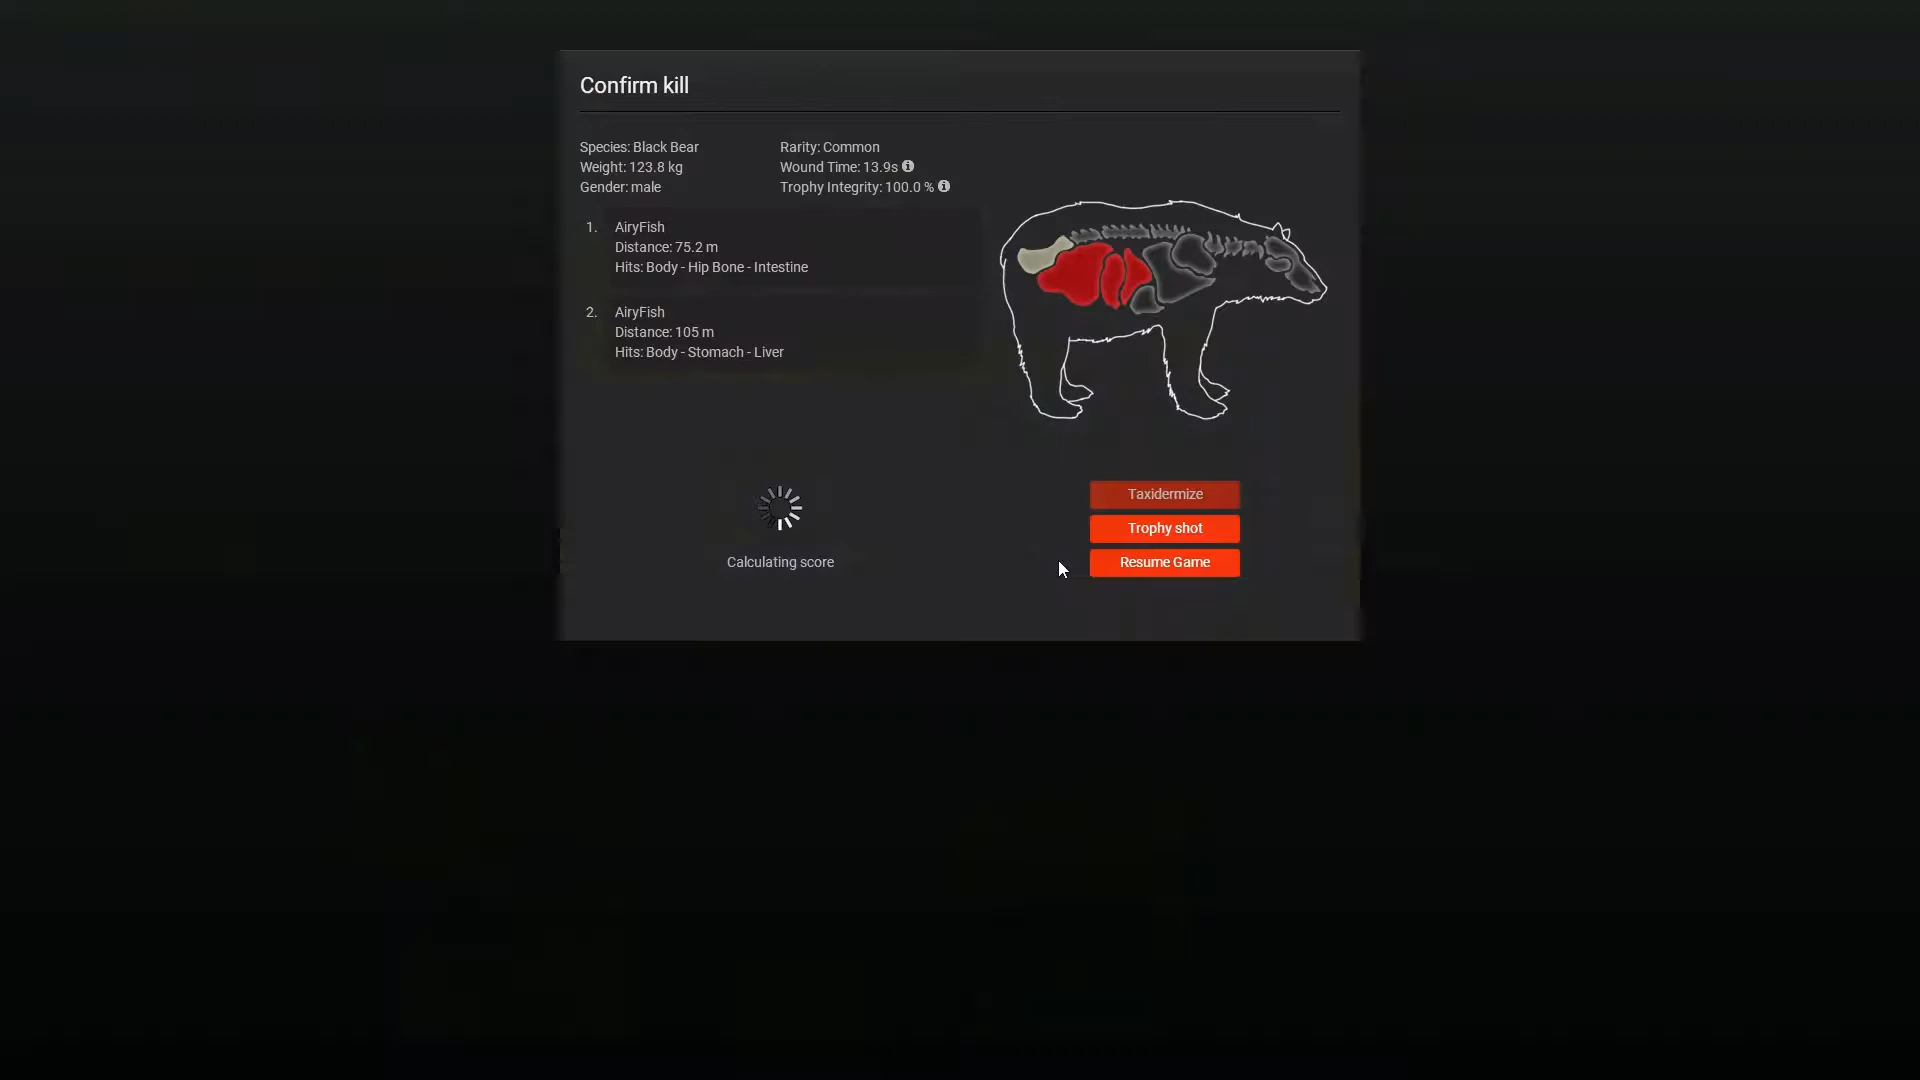 Confirm kill
Species: Black Bear
Weight: 123.8 kg
Gender: male
Rarity: Common
Wound Time: 13.9s
Trophy Integrity: 100.0 %
1. AiryFish
Distance: 75.2 m
Hits: Body - Hip Bone - Intestine
2. AiryFish
Distance: 105 m
Hits: Body - Stomach - Liver
Calculating score
Taxidermize
Trophy shot
Resume Game